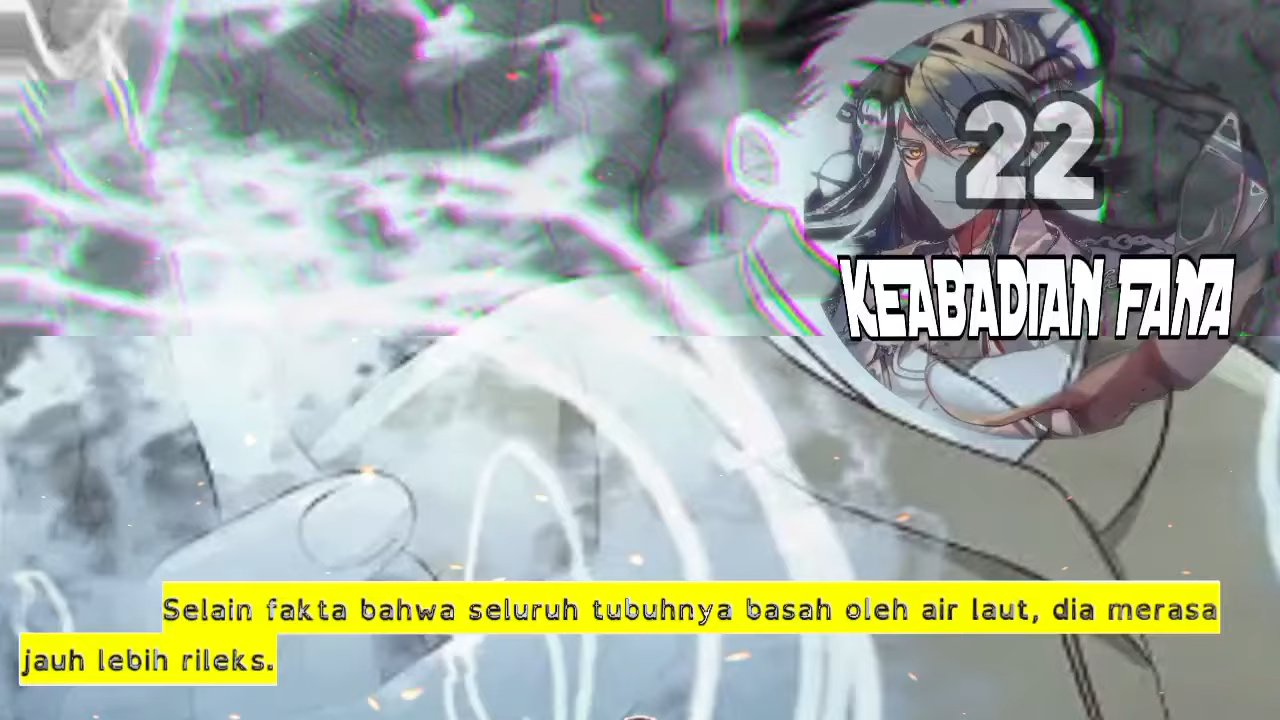 22
KEABADIAN FANA
Selain fakta bahwa seluruh tubuhnya basah oleh air laut, dia merasa
jauh lebih rileks.